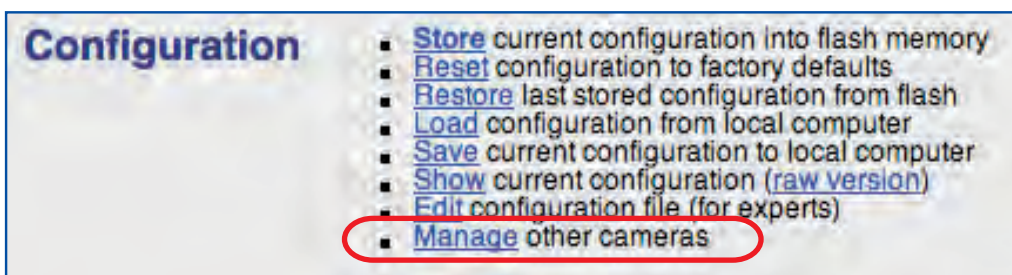 Configuration
Store current configuration into flash memory
Reset configuration to factory defaults
Restore last stored configuration from flash
Load configuration from local computer
Save current configuration to local computer
Show current configuration (raw version)
Edit configuration file (for experts)
Manage other cameras